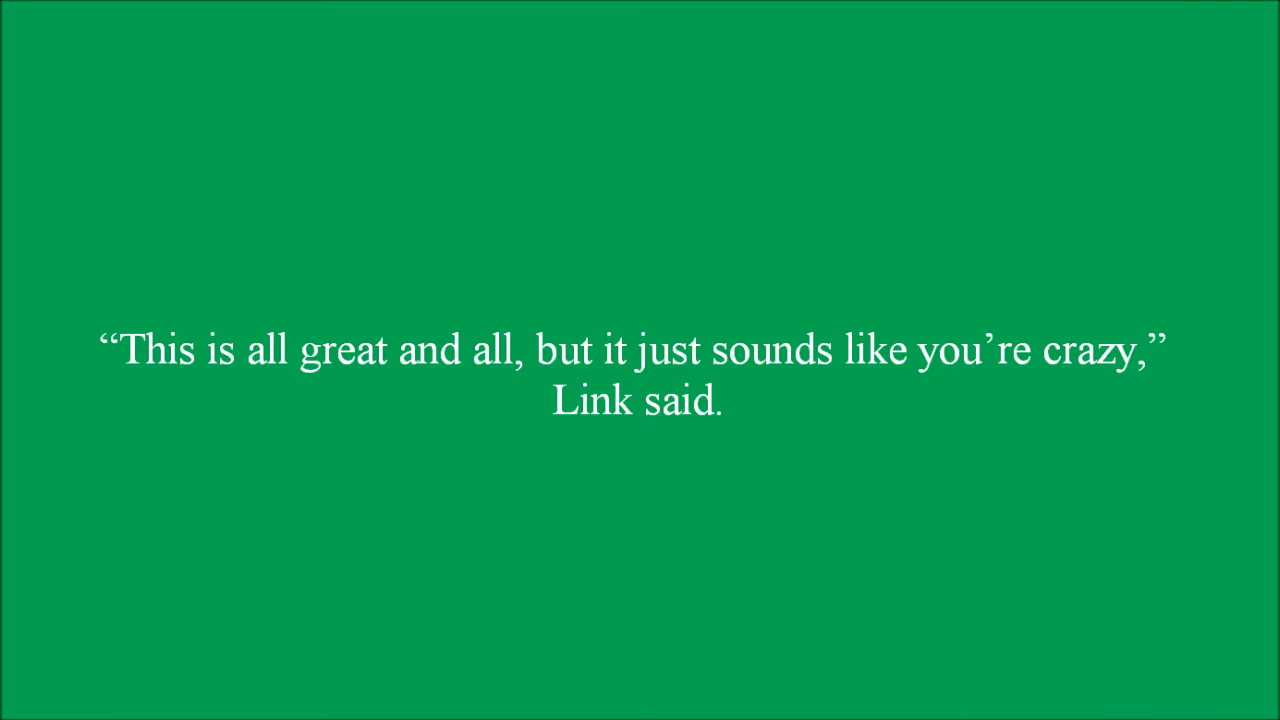 “This is all great and all, but it just sounds like you’re crazy,”
Link said.